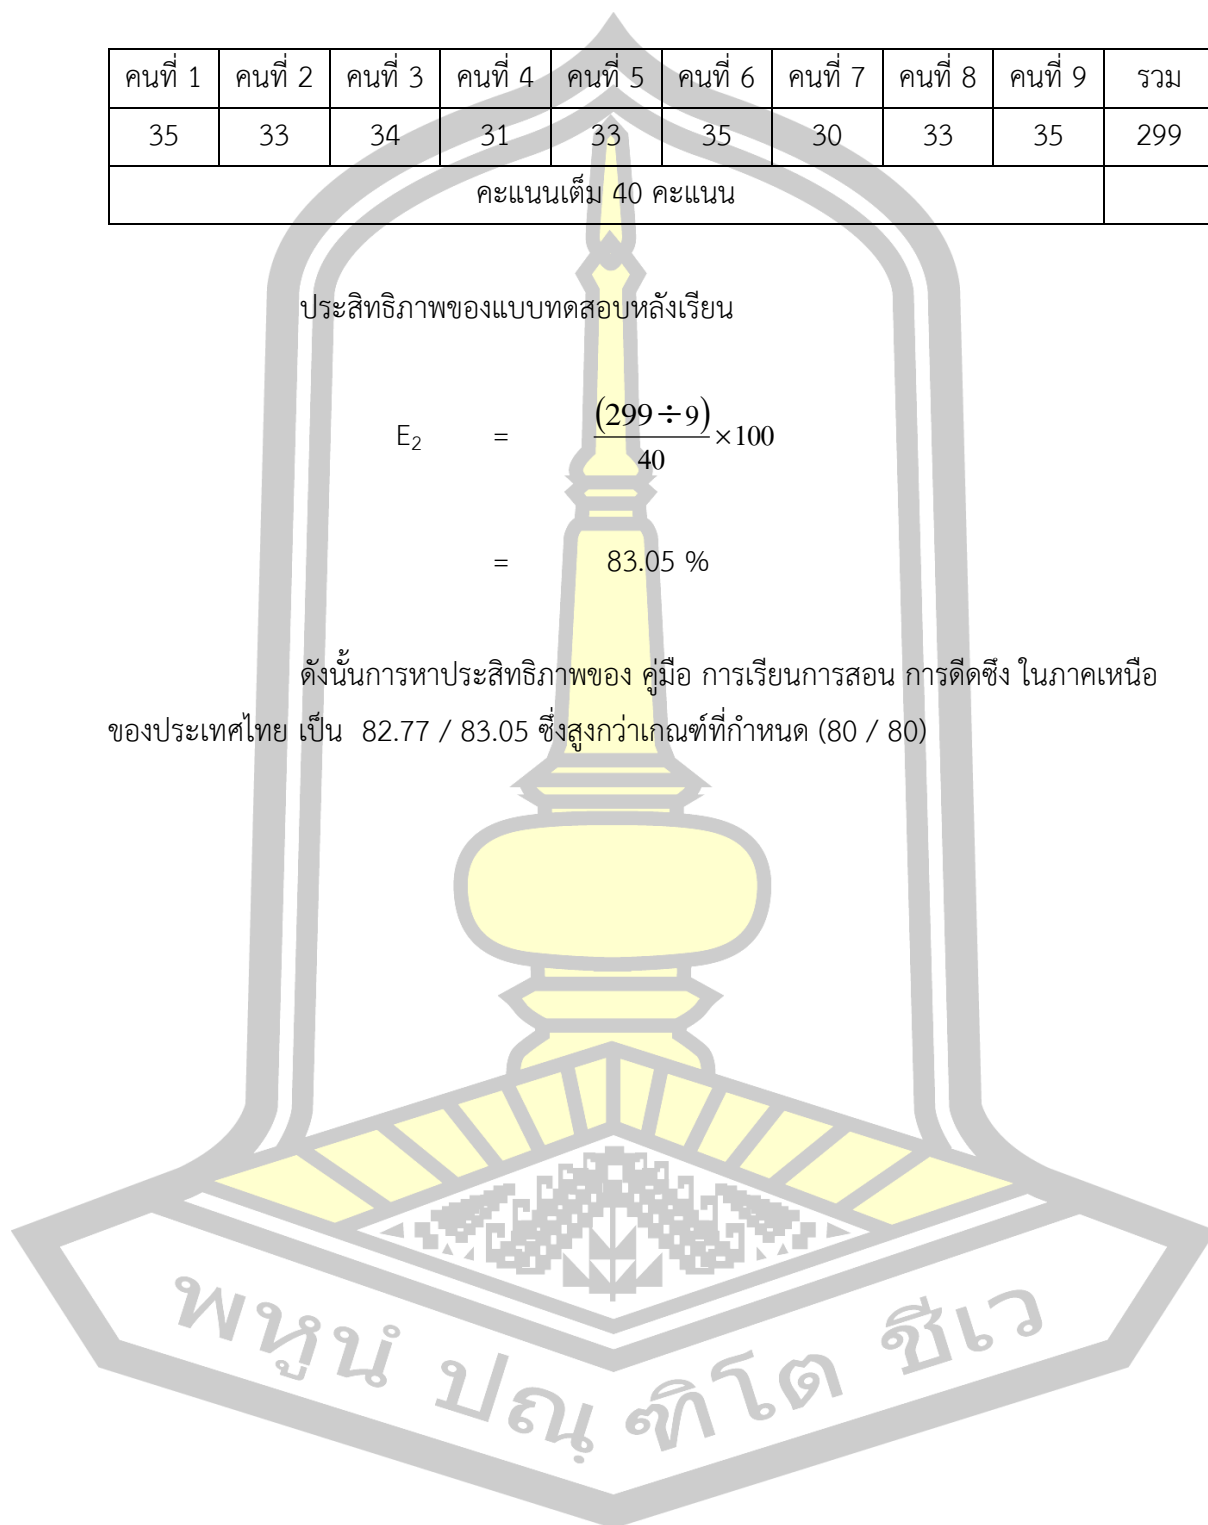 คนที่ 1 คนที่ 2 คนที่ 3 คนที่ 4 คนที่ 5 คนที่ 6 คนที่ 7 คนที่ 8 คนที่ 9 รวม
35 33 34 31 33 35 30 33 35 299
คะแนนเต็ม 40 คะแนน
ประสิทธิภาพของแบบทดสอบหลังเรียน
E₂ = (299÷9)/40 ×100
= 83.05 %
ดังนั้นการหาประสิทธิภาพของ คู่มือ การเรียนการสอน การดีดซึง ในภาคเหนือ
ของประเทศไทย เป็น 82.77 / 83.05 ซึ่งสูงกว่าเกณฑ์ที่กำหนด (80 / 80)
พหูนํ ปณฺฑิโต ชีเว